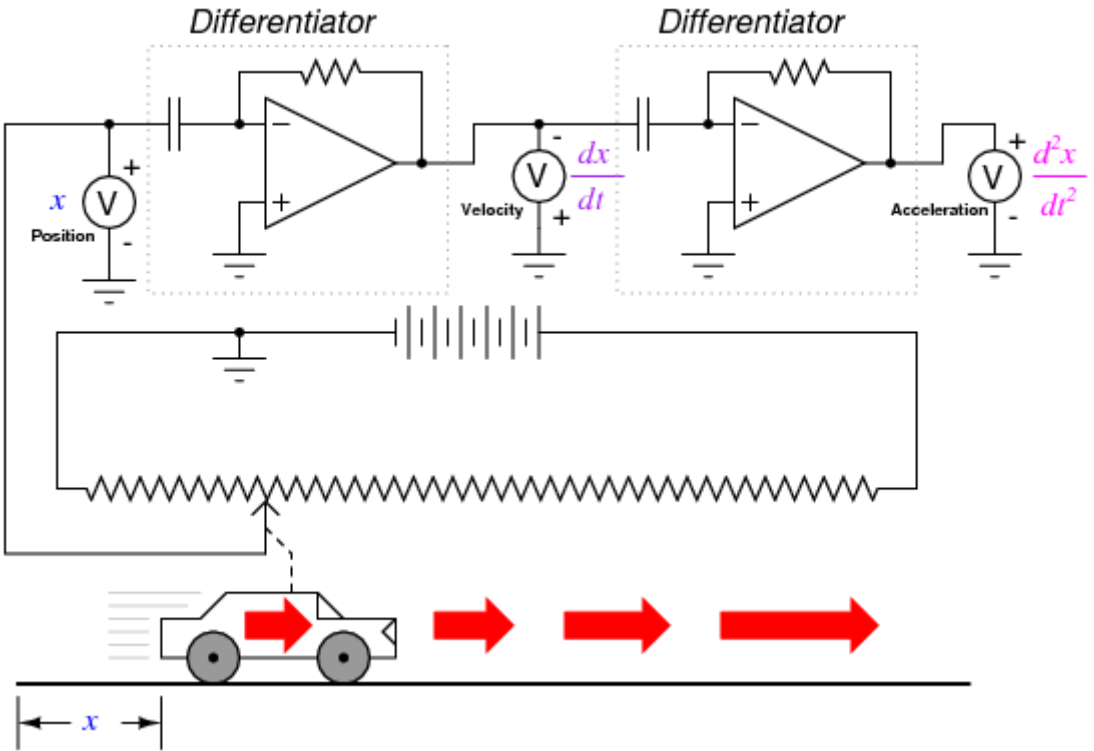 Differentiator
Differentiator
−
+
V
+
-
x
Position
−
+
V
-
+
dx
dt
Velocity
V
+
-
d²x
dt²
Acceleration
x